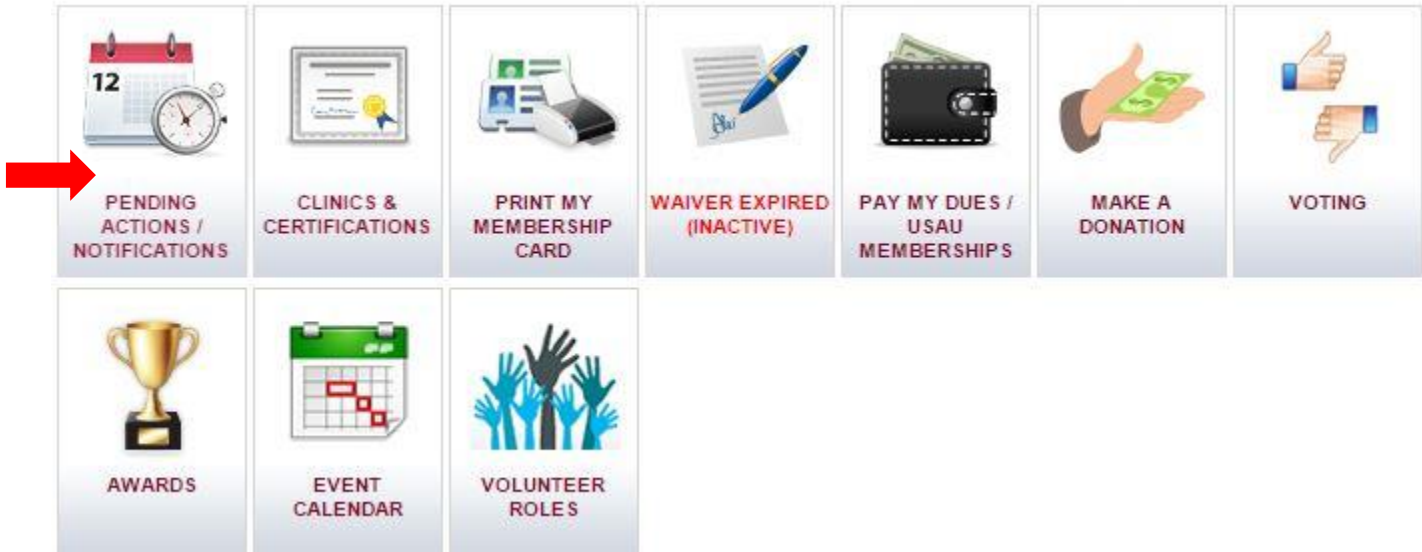 12
PENDING
ACTIONS /
NOTIFICATIONS
CLINICS &
CERTIFICATIONS
PRINT MY
MEMBERSHIP
CARD
WAIVER EXPIRED
(INACTIVE)
PAY MY DUES /
USAU
MEMBERSHIPS
MAKE A
DONATION
VOTING
AWARDS
EVENT
CALENDAR
VOLUNTEER
ROLES